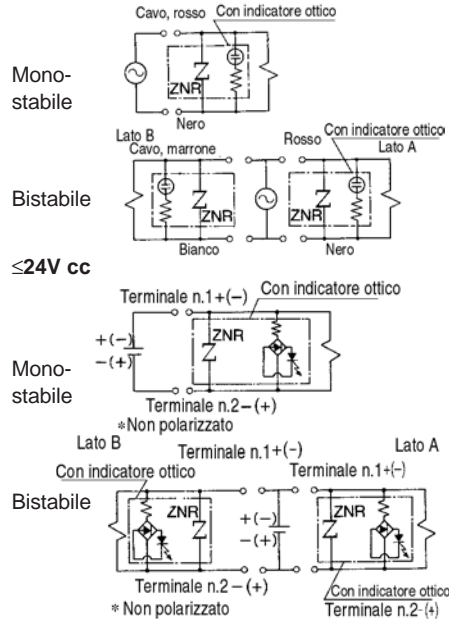 Cavo, rosso
Con indicatore ottico
Mono-
stabile
ZNR
Nero
Lato B
Cavo, marrone
Rosso
Con indicatore ottico
Lato A
Bistabile
ZNR
ZNR
Bianco
Nero
≤24V cc
Terminale n.1+(-)
Con indicatore ottico
Mono-
stabile
+(-)
-(+)
ZNR
Terminale n.2-(+)
*Non polarizzato
Lato B
Terminale n.1+(-)
Lato A
Con indicatore ottico
Terminale n.1+(-)
Bistabile
ZNR
+(-)
-(+)
ZNR
Terminale n.2-(+)
Con indicatore ottico
* Non polarizzato
Terminale n.2-(+)